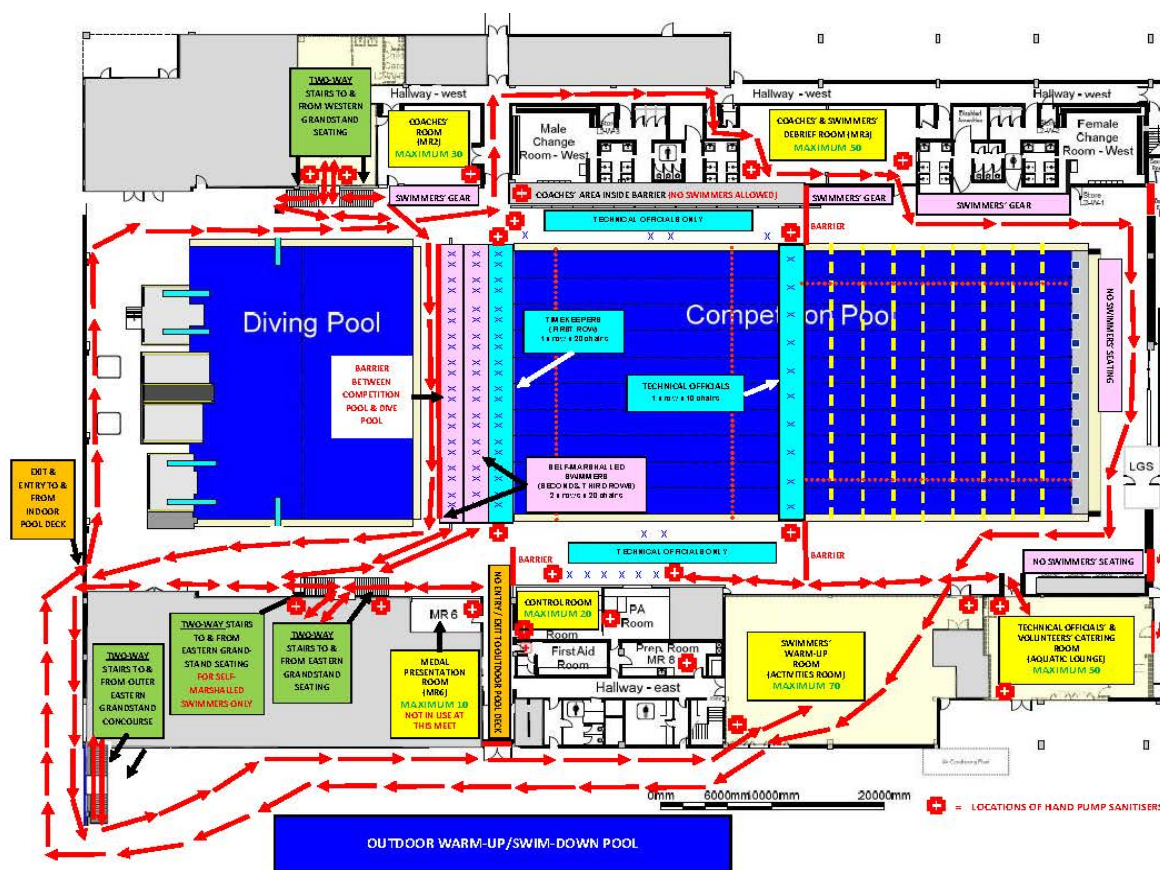 TWO-WAY
STAIRS TO &
FROM WESTERN
GRANDSTAND
SEATING
Hallway - west
Hallway - west
Hallway - west
COACHES'
ROOM
(MR2)
MAXIMUM 30
Male
Change
Room - West
COACHES' & SWIMMERS'
DEBRIEF ROOM (MR3)
MAXIMUM 50
Disabled
Female
Change
Room - West
SWIMMERS' GEAR
COACHES' AREA INSIDE BARRIER (NO SWIMMERS ALLOWED)
SWIMMERS' GEAR
SWIMMERS' GEAR
Store
TECHNICAL OFFICIALS ONLY
BARRIER
NO SWIMMERS' SEATING
Diving Pool
Competition Pool
TIMEKEEPERS
(FIRST ROW)
1 x row x 20 chairs
BARRIER
BETWEEN
COMPETITION
POOL & DIVE
POOL
TECHNICAL OFFICIALS
1 x row x 10 chairs
SELF-MARSHALLED
SWIMMERS
(SECOND & THIRD ROWS)
2 x rows x 20 chairs
EXIT &
ENTRY TO &
FROM
INDOOR
POOL DECK
LGS
TECHNICAL OFFICIALS ONLY
BARRIER
BARRIER
NO SWIMMERS' SEATING
NO ENTRY / EXIT TO OUTDOOR POOL DECK
MR 6
CONTROL ROOM
MAXIMUM 20
Room
PA
Room
First Aid
Room
Prep. Room
MR 8
Hallway - east
TWO-WAY
STAIRS TO &
FROM OUTER
EASTERN
GRANDSTAND
CONCOURSE
TWO-WAY STAIRS
TO & FROM
EASTERN GRAND-
STAND SEATING
FOR SELF-
MARSHALLED
SWIMMERS ONLY
TWO-WAY
STAIRS TO &
FROM EASTERN
GRANDSTAND
SEATING
MEDAL
PRESENTATION
ROOM
(MR6)
MAXIMUM 10
NOT IN USE AT
THIS MEET
SWIMMERS'
WARM-UP
ROOM
(ACTIVITIES ROOM)
MAXIMUM 70
TECHNICAL OFFICIALS' &
VOLUNTEERS' CATERING
ROOM
(AQUATIC LOUNGE)
MAXIMUM 50
Air Conditioning Plant
0mm 6000mm 10000mm 20000mm
= LOCATIONS OF HAND PUMP SANITISERS
OUTDOOR WARM-UP/SWIM-DOWN POOL